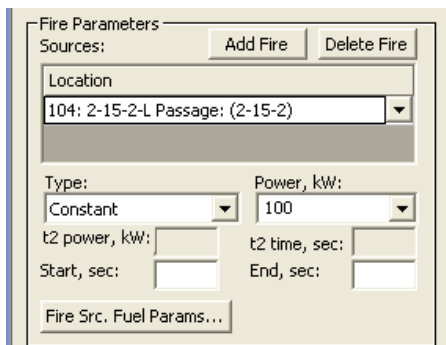 Fire Parameters
Sources: Add Fire Delete Fire
Location
104: 2-15-2-L Passage: (2-15-2)
Type: Power, kW:
Constant 100
t2 power, kW: t2 time, sec:
Start, sec: End, sec:
Fire Src. Fuel Params...